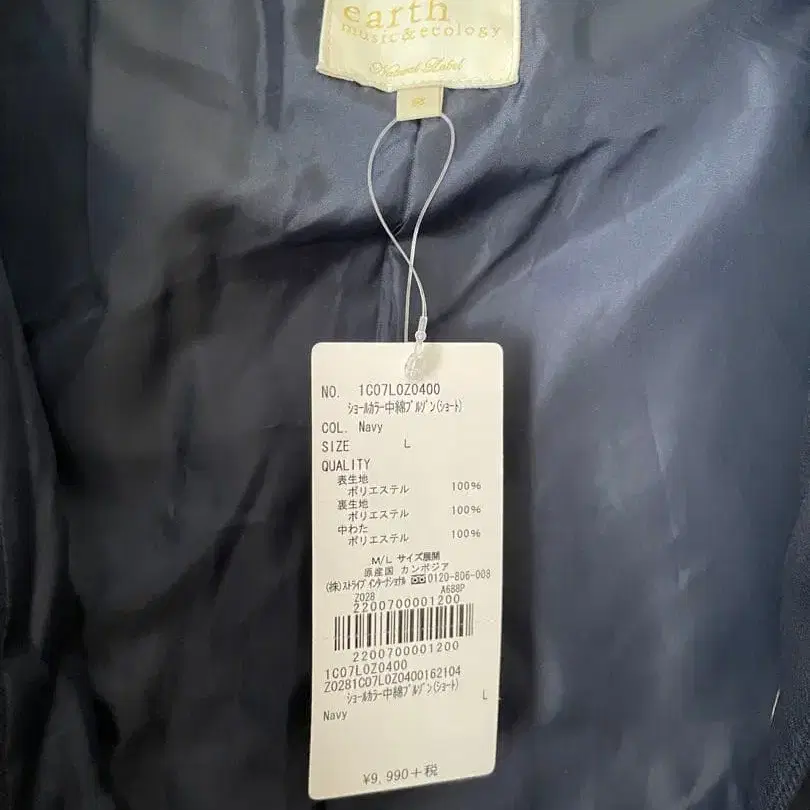 earth
music&ecology
Natural Label
NO. 1C07L0Z0400
ショールカラー中綿ブルゾン(ショート)
COL. Navy
SIZE L
QUALITY
表生地
ポリエステル 100%
裏生地
ポリエステル 100%
中わた
ポリエステル 100%
M/L サイズ展開
原産国 カンボジア
(株)ストライプインターナショナル 0120-806-008
Z028 A688P
2200700001200
2200700001200
1C07L0Z0400
Z0281C07L0Z0400162104
ショールカラー中綿ブルゾン(ショート) L
Navy
¥9,990+税